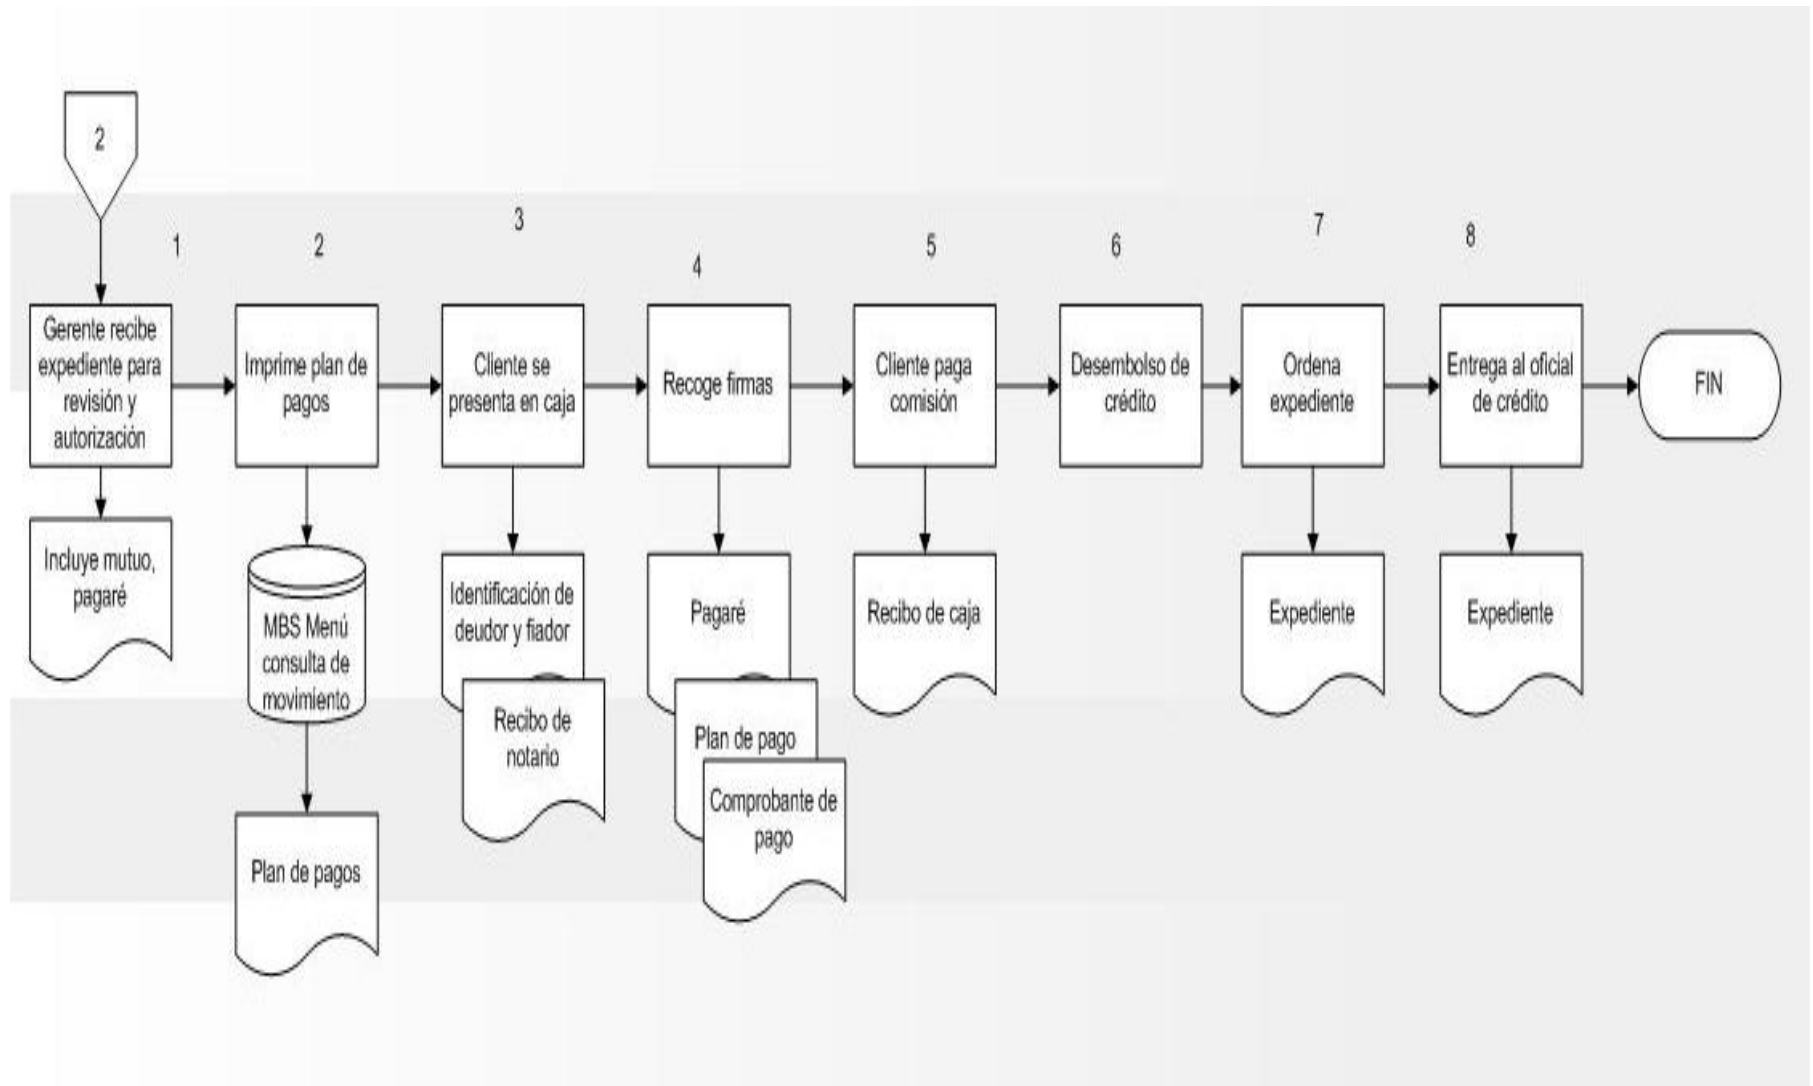 2
1
2
3
4
5
6
7
8
Gerente recibe
expediente para
revisión y
autorización
Imprime plan de
pagos
Cliente se
presenta en caja
Recoge firmas
Cliente paga
comisión
Desembolso de
crédito
Ordena
expediente
Entrega al oficial
de crédito
FIN
Incluye mutuo,
pagaré
MBS Menú
consulta de
movimiento
Plan de pagos
Identificación de
deudor y fiador
Recibo de
notario
Pagaré
Plan de pago
Comprobante de
pago
Recibo de caja
Expediente
Expediente